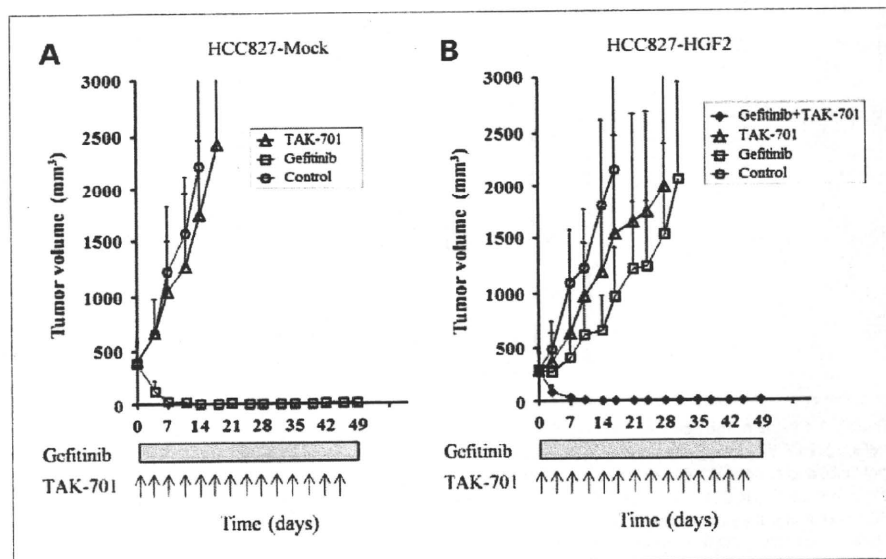 A
HCC827-Mock
Tumor volume (mm³)
3000
2500
2000
1500
1000
500
0
TAK-701
Gefitinib
Control
0 7 14 21 28 35 42 49
Gefitinib
TAK-701
Time (days)
B
HCC827-HGF2
Tumor volume (mm³)
3000
2500
2000
1500
1000
500
0
Gefitinib+TAK-701
TAK-701
Gefitinib
Control
0 7 14 21 28 35 42 49
Gefitinib
TAK-701
Time (days)